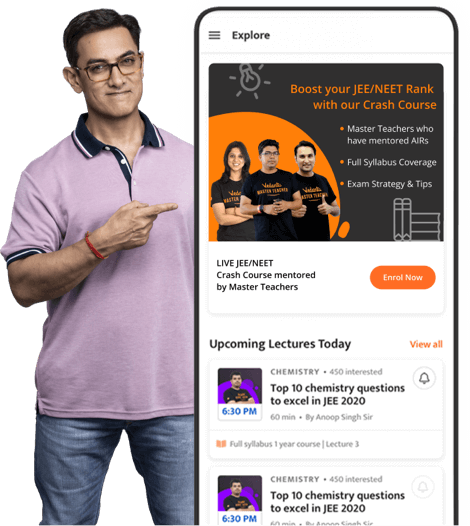 Explore
Boost your JEE/NEET Rank
with our Crash Course
Master Teachers who
have mentored AIRs
Full Syllabus Coverage
Exam Strategy & Tips
Vedantu
MASTER TEACHER
LIVE JEE/NEET
Crash Course mentored
by Master Teachers
Enrol Now
Upcoming Lectures Today
View all
CHEMISTRY • 450 interested
Top 10 chemistry questions
to excel in JEE 2020
6:30 PM
60 min • By Anoop Singh Sir
Full syllabus 1 year course | Lecture 3
CHEMISTRY • 450 interested
Top 10 chemistry questions
to excel in JEE 2020
6:30 PM
60 min • By Anoop Singh Sir